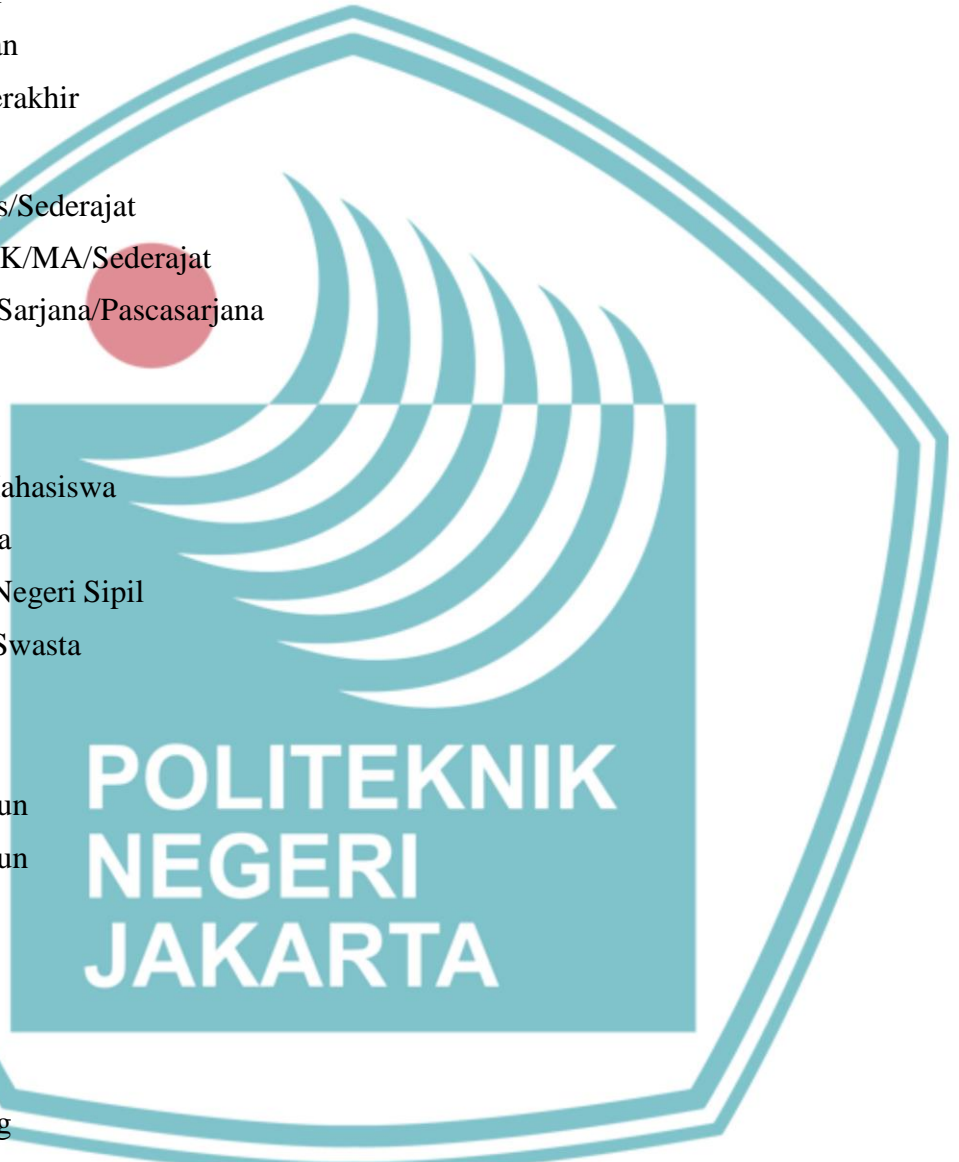 an
erakhir
s/Sederajat
K/MA/Sederajat
Sarjana/Pascasarjana
ahasiswa
a
Negeri Sipil
Swasta
POLITEKNIK
un
NEGERI
un
JAKARTA
g